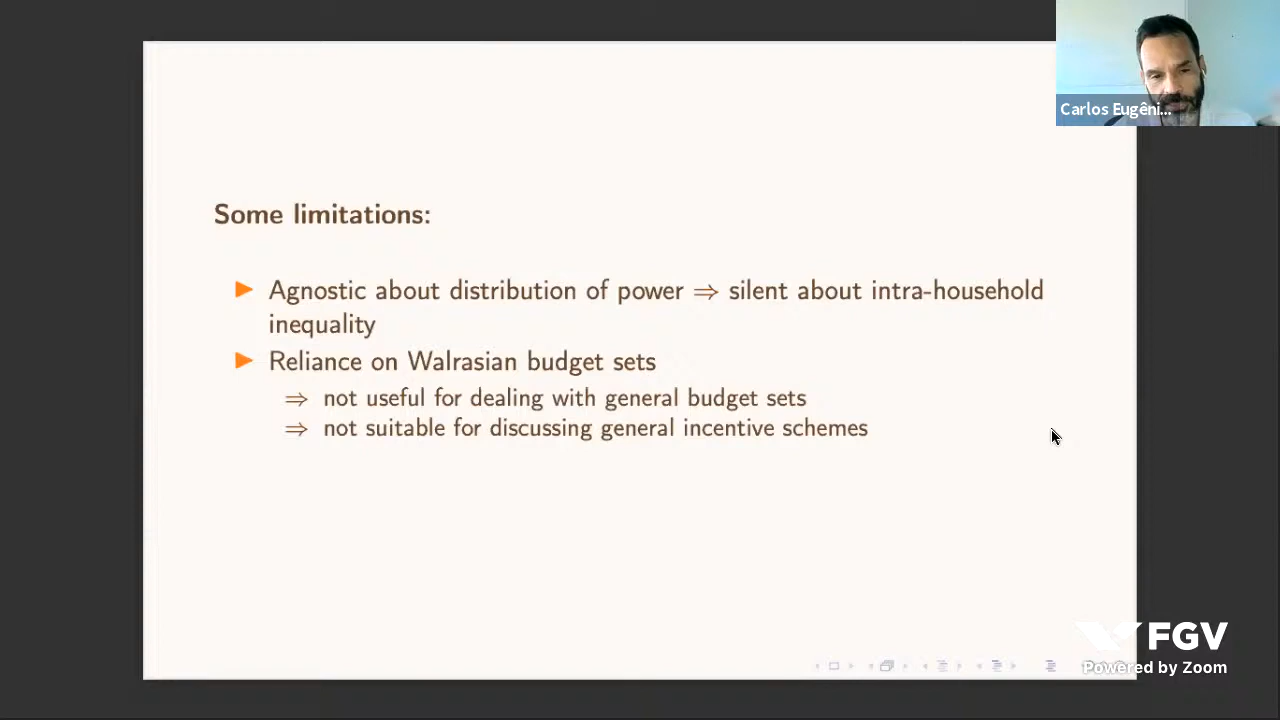 Carlos Eugêni...
Some limitations:
Agnostic about distribution of power ⇒ silent about intra-household
inequality
Reliance on Walrasian budget sets
⇒ not useful for dealing with general budget sets
⇒ not suitable for discussing general incentive schemes
FGV
Powered by Zoom